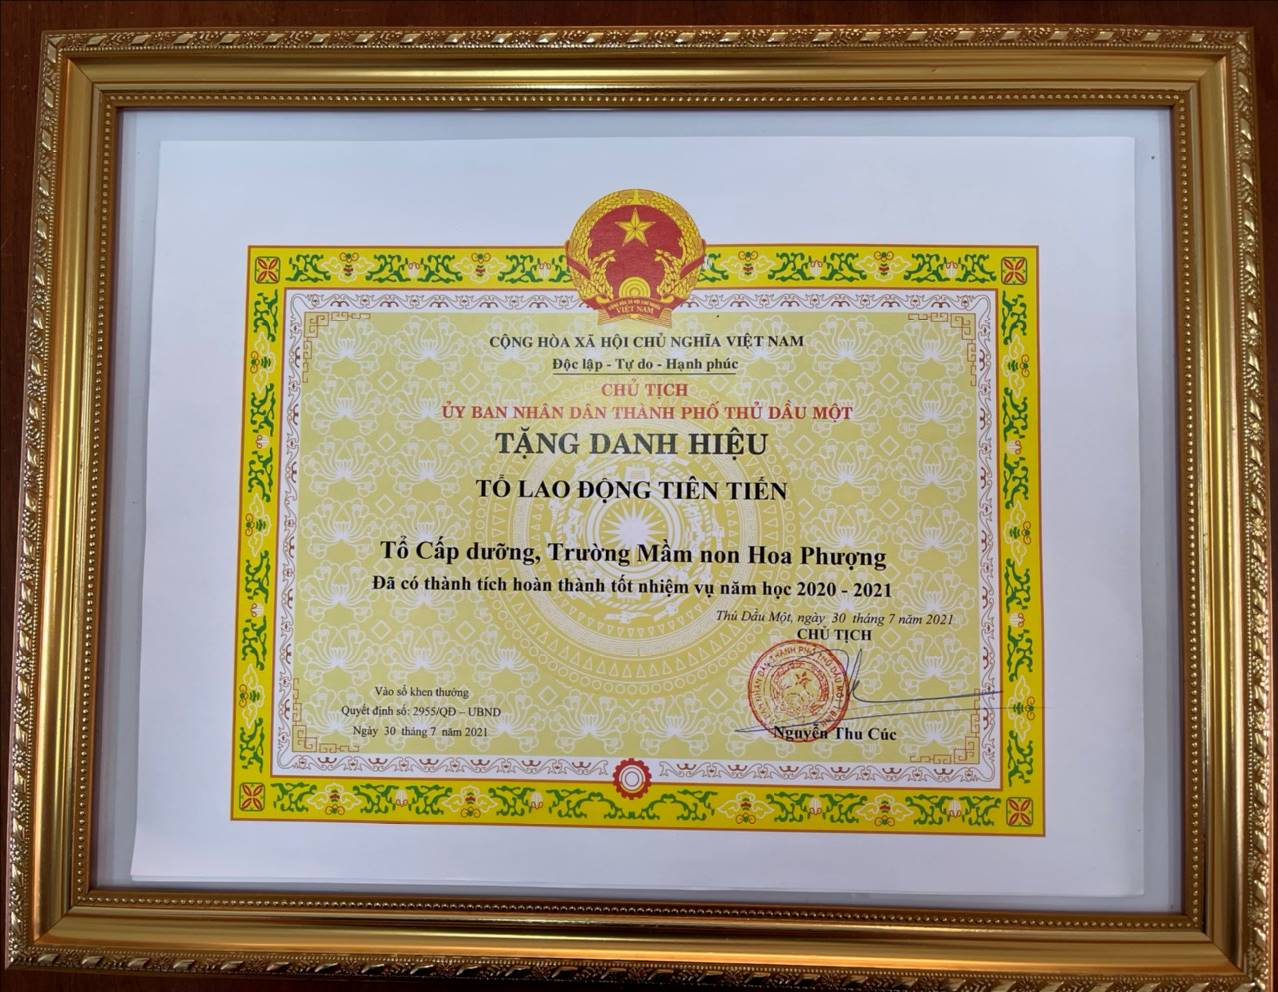 VIỆT NAM
CỘNG HÒA XÃ HỘI CHỦ NGHĨA VIỆT NAM
Độc lập - Tự do - Hạnh phúc
CHỦ TỊCH
ỦY BAN NHÂN DÂN THÀNH PHỐ THỦ DẦU MỘT
TẶNG DANH HIỆU
TỔ LAO ĐỘNG TIÊN TIẾN
Tổ Cấp dưỡng, Trường Mầm non Hoa Phượng
Đã có thành tích hoàn thành tốt nhiệm vụ năm học 2020 - 2021
Thủ Dầu Một, ngày 30 tháng 7 năm 2021
CHỦ TỊCH
Vào sổ khen thưởng
Quyết định số: 2955/QĐ – UBND
Ngày 30 tháng 7 năm 2021
Nguyễn Thu Cúc